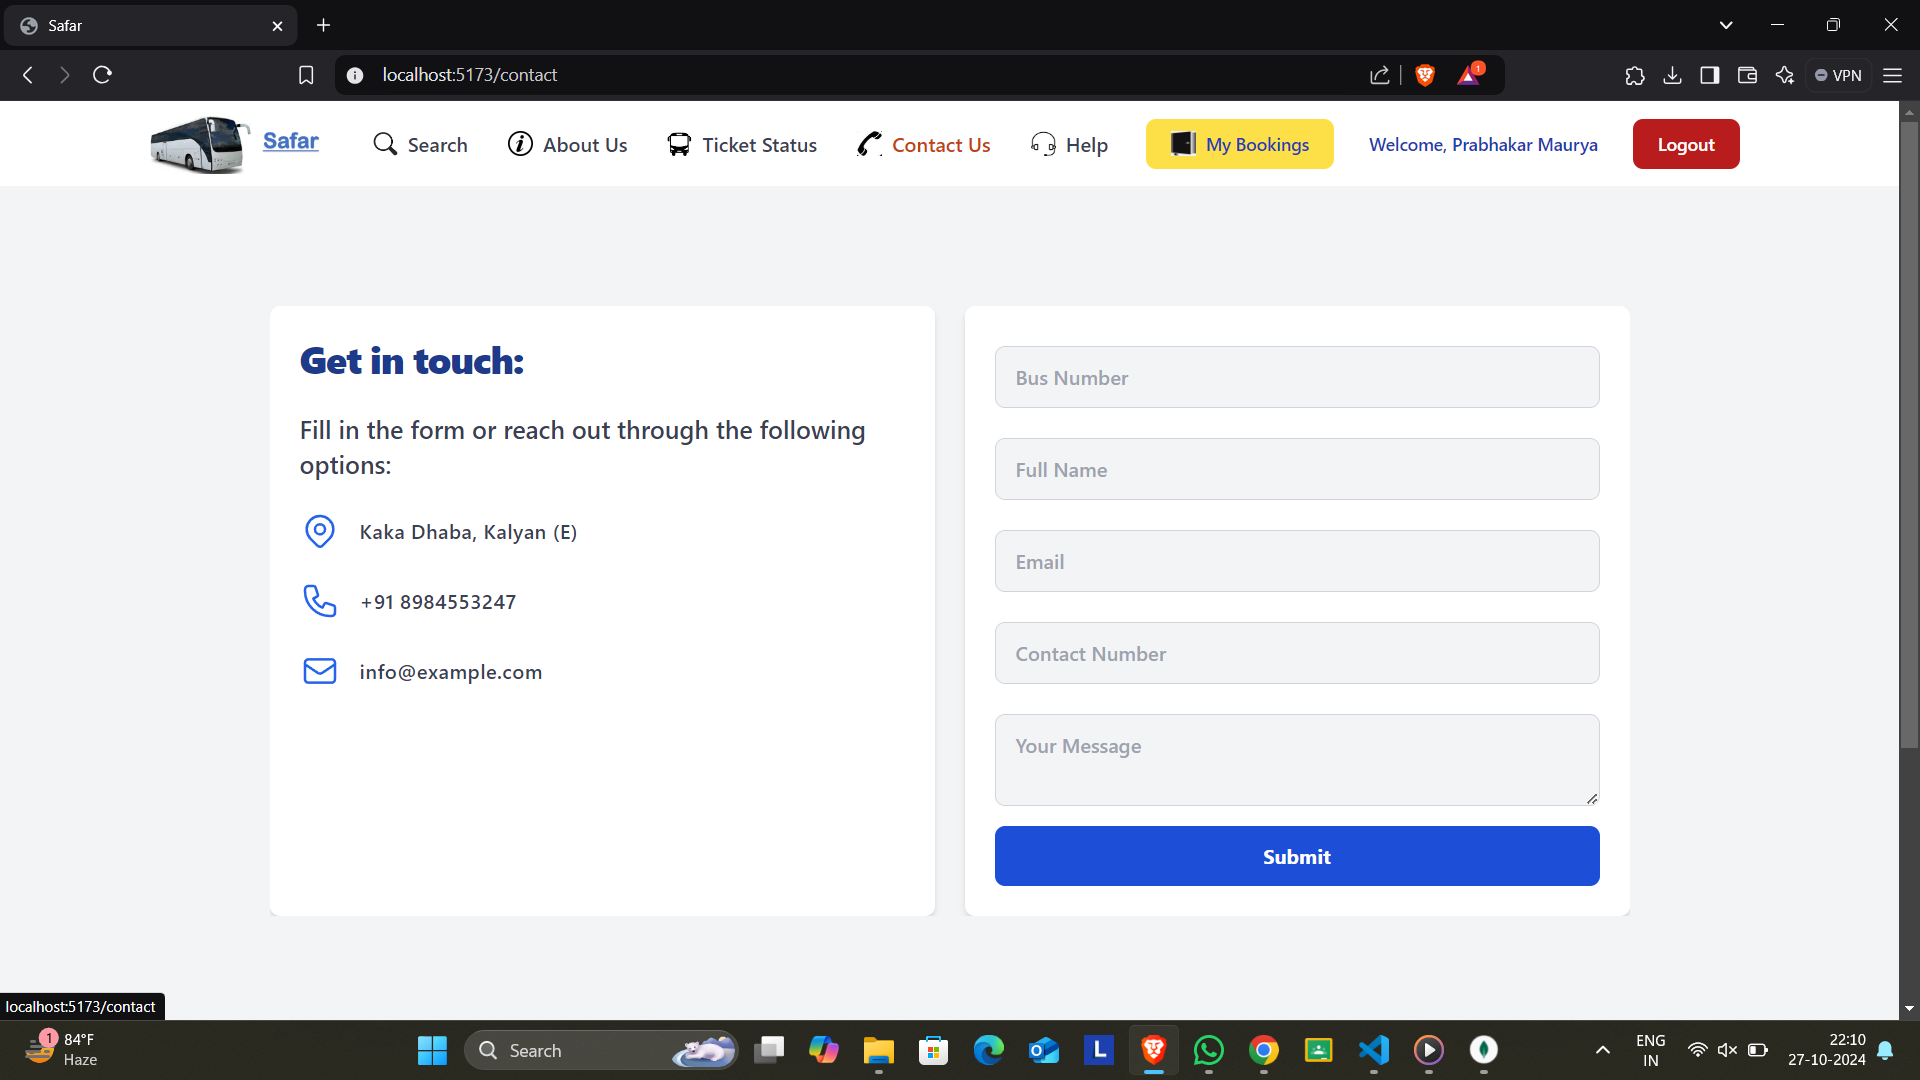 Safar
localhost:5173/contact
1
VPN
Safar
Search
About Us
Ticket Status
Contact Us
Help
My Bookings
Welcome, Prabhakar Maurya
Logout
Get in touch:
Fill in the form or reach out through the following
options:
Kaka Dhaba, Kalyan (E)
+91 8984553247
info@example.com
Bus Number
Full Name
Email
Contact Number
Your Message
Submit
localhost:5173/contact
1
84°F
Haze
Search
L
ENG
IN
22:10
27-10-2024